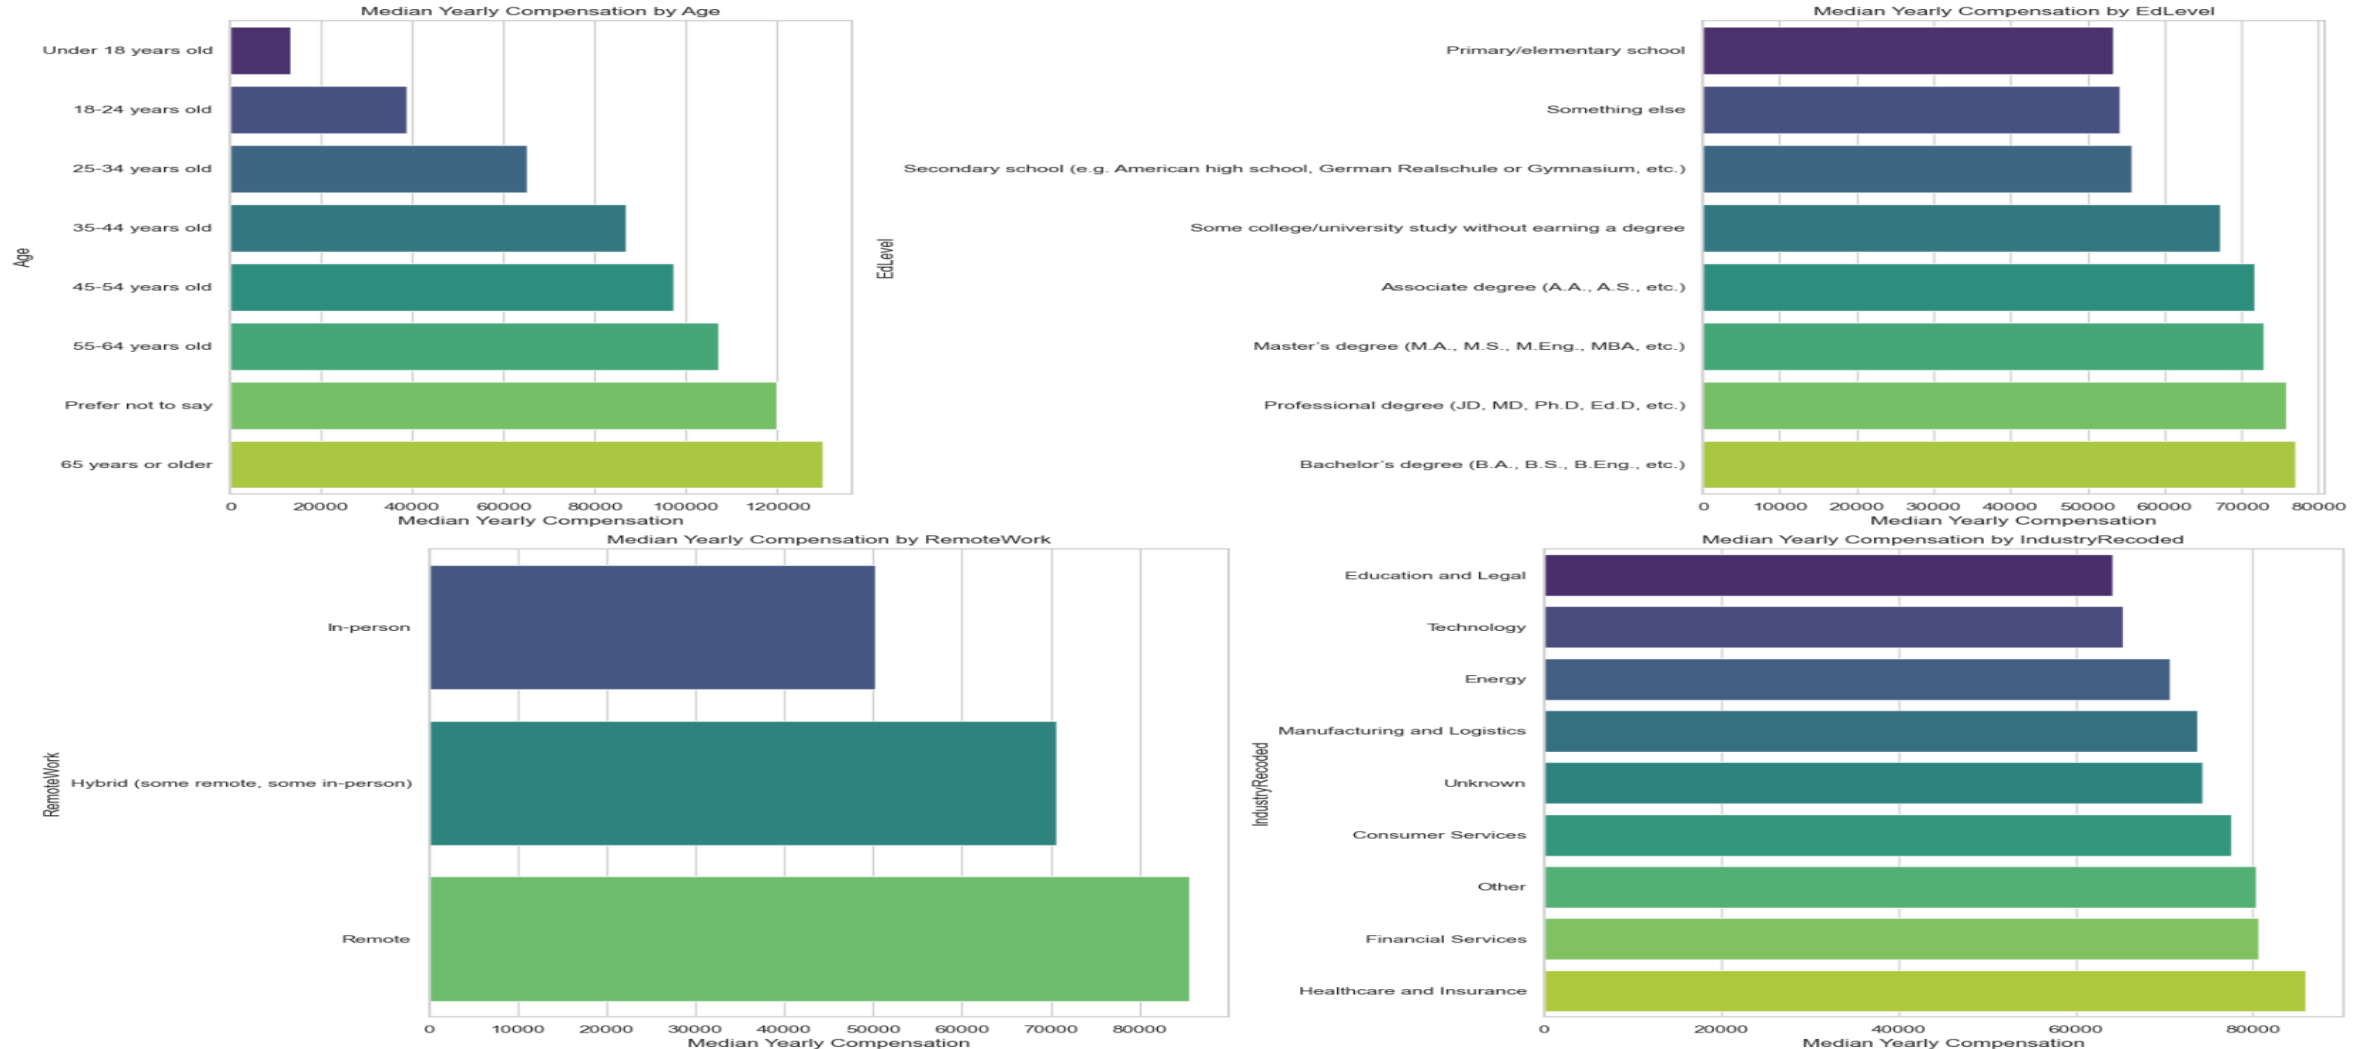 Median Yearly Compensation by Age
Under 18 years old
18-24 years old
25-34 years old
35-44 years old
45-54 years old
55-64 years old
Prefer not to say
65 years or older
Age
0 20000 40000 60000 80000 100000 120000
Median Yearly Compensation
Median Yearly Compensation by EdLevel
Primary/elementary school
Something else
Secondary school (e.g. American high school, German Realschule or Gymnasium, etc.)
Some college/university study without earning a degree
Associate degree (A.A., A.S., etc.)
Master’s degree (M.A., M.S., M.Eng., MBA, etc.)
Professional degree (JD, MD, Ph.D, Ed.D, etc.)
Bachelor’s degree (B.A., B.S., B.Eng., etc.)
EdLevel
0 10000 20000 30000 40000 50000 60000 70000 80000
Median Yearly Compensation
Median Yearly Compensation by RemoteWork
In-person
Hybrid (some remote, some in-person)
Remote
RemoteWork
0 10000 20000 30000 40000 50000 60000 70000 80000
Median Yearly Compensation
Median Yearly Compensation by IndustryRecoded
Education and Legal
Technology
Energy
Manufacturing and Logistics
Unknown
Consumer Services
Other
Financial Services
Healthcare and Insurance
IndustryRecoded
0 20000 40000 60000 80000
Median Yearly Compensation